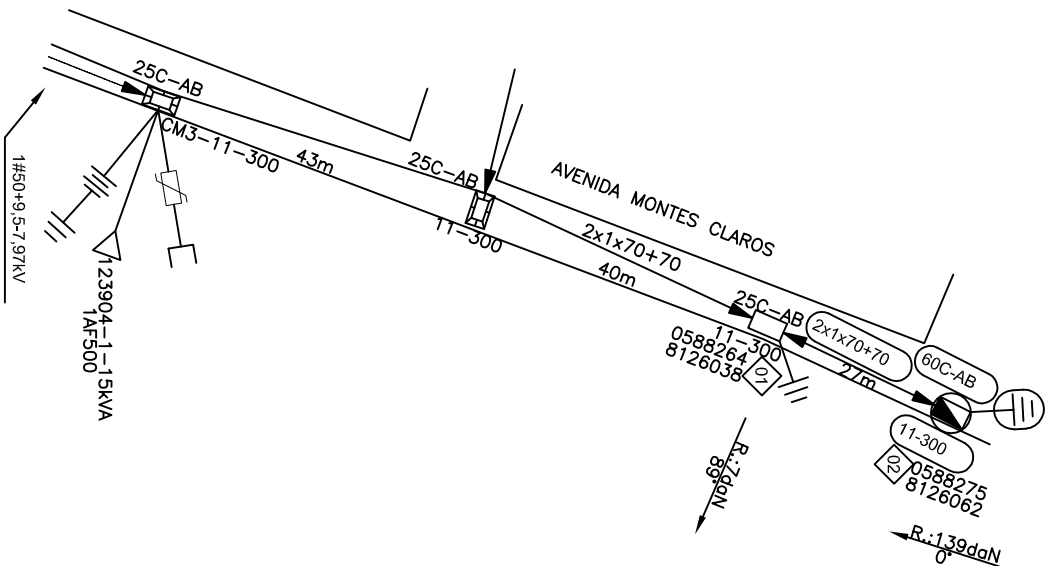 25C-AB
CM3-11-300
43m
25C-AB
11-300
AVENIDA MONTES CLAROS
2x1x70+70
40m
25C-AB
11-300
0588264
8126038
01
2x1x70+70
27m
60C-AB
11-300
02
0588275
8126062
1#50+9,5-7,97kV
123904-1-15kVA
1AF500
R.:7daN
89°
R.:139daN
0°